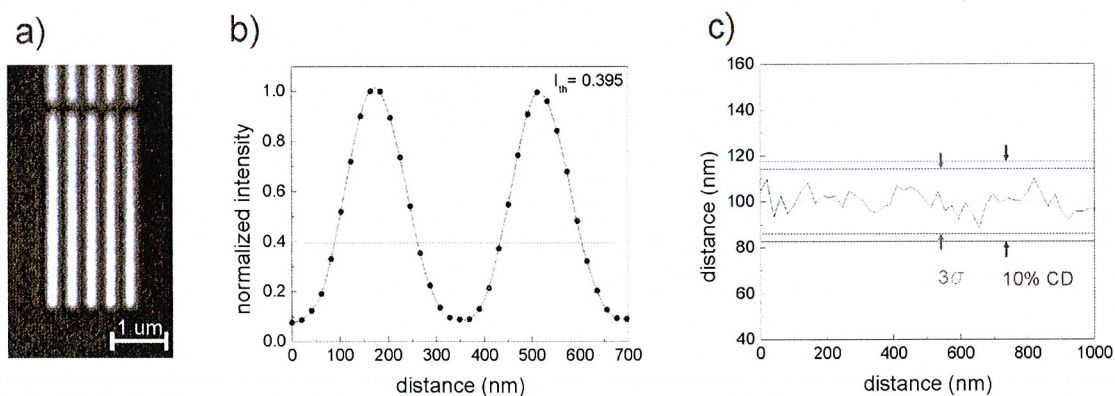 a)
1 um
b)
I_th= 0.395
normalized intensity
1.0
0.8
0.6
0.4
0.2
0.0
0 100 200 300 400 500 600 700
distance (nm)
c)
distance (nm)
160
140
120
100
80
60
40
3σ 10% CD
0 200 400 600 800 1000
distance (nm)